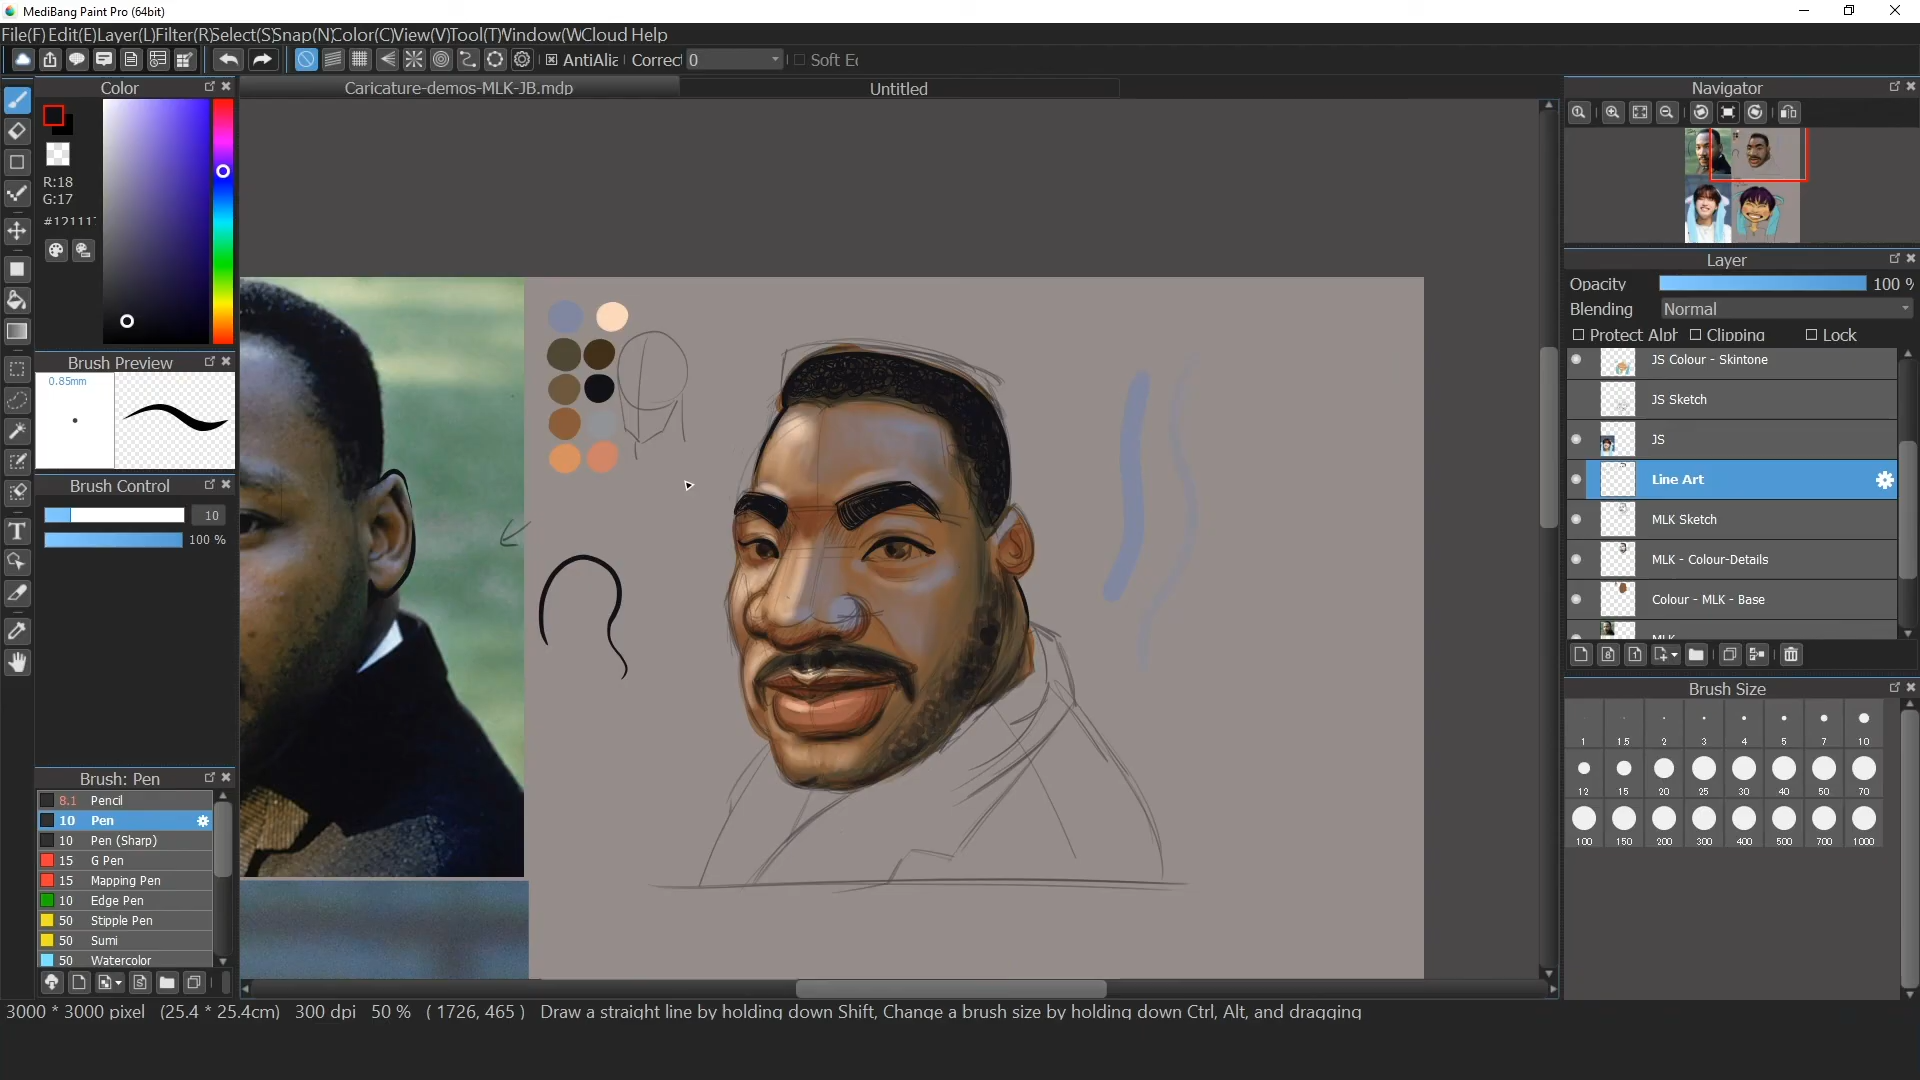 MediBang Paint Pro (64bit)
File(F) Edit(E) Layer(L) Filter(R) Select(S) Snap(N) Color(C) View(V) Tool(T) Window(W Cloud Help
AntiAlia Correct 0 Soft Ec
Color
Caricature-demos-MLK-JB.mdp
Untitled
Navigator
R:18
G:17
#121117
Layer
Opacity 100 %
Blending Normal
Protect Alph Clipping Lock
Brush Preview
0.85mm
JS Colour - Skintone
JS Sketch
JS
Line Art
MLK Sketch
MLK - Colour-Details
Colour - MLK - Base
MLK
Brush Control
10
100 %
Brush Size
1 1.5 2 3 4 5 7 10
12 15 20 25 30 40 50 70
100 150 200 300 400 500 700 1000
Brush: Pen
8.1 Pencil
10 Pen
10 Pen (Sharp)
15 G Pen
15 Mapping Pen
10 Edge Pen
50 Stipple Pen
50 Sumi
50 Watercolor
3000 * 3000 pixel (25.4 * 25.4cm) 300 dpi 50 % ( 1726, 465 ) Draw a straight line by holding down Shift, Change a brush size by holding down Ctrl, Alt, and dragging